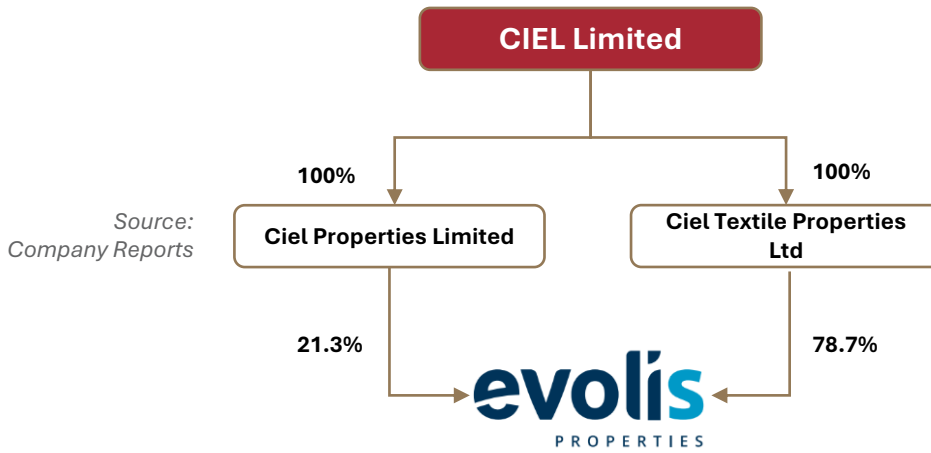 CIEL Limited
100%
100%
Source:
Company Reports
Ciel Properties Limited
Ciel Textile Properties
Ltd
21.3%
78.7%
evolis
PROPERTIES